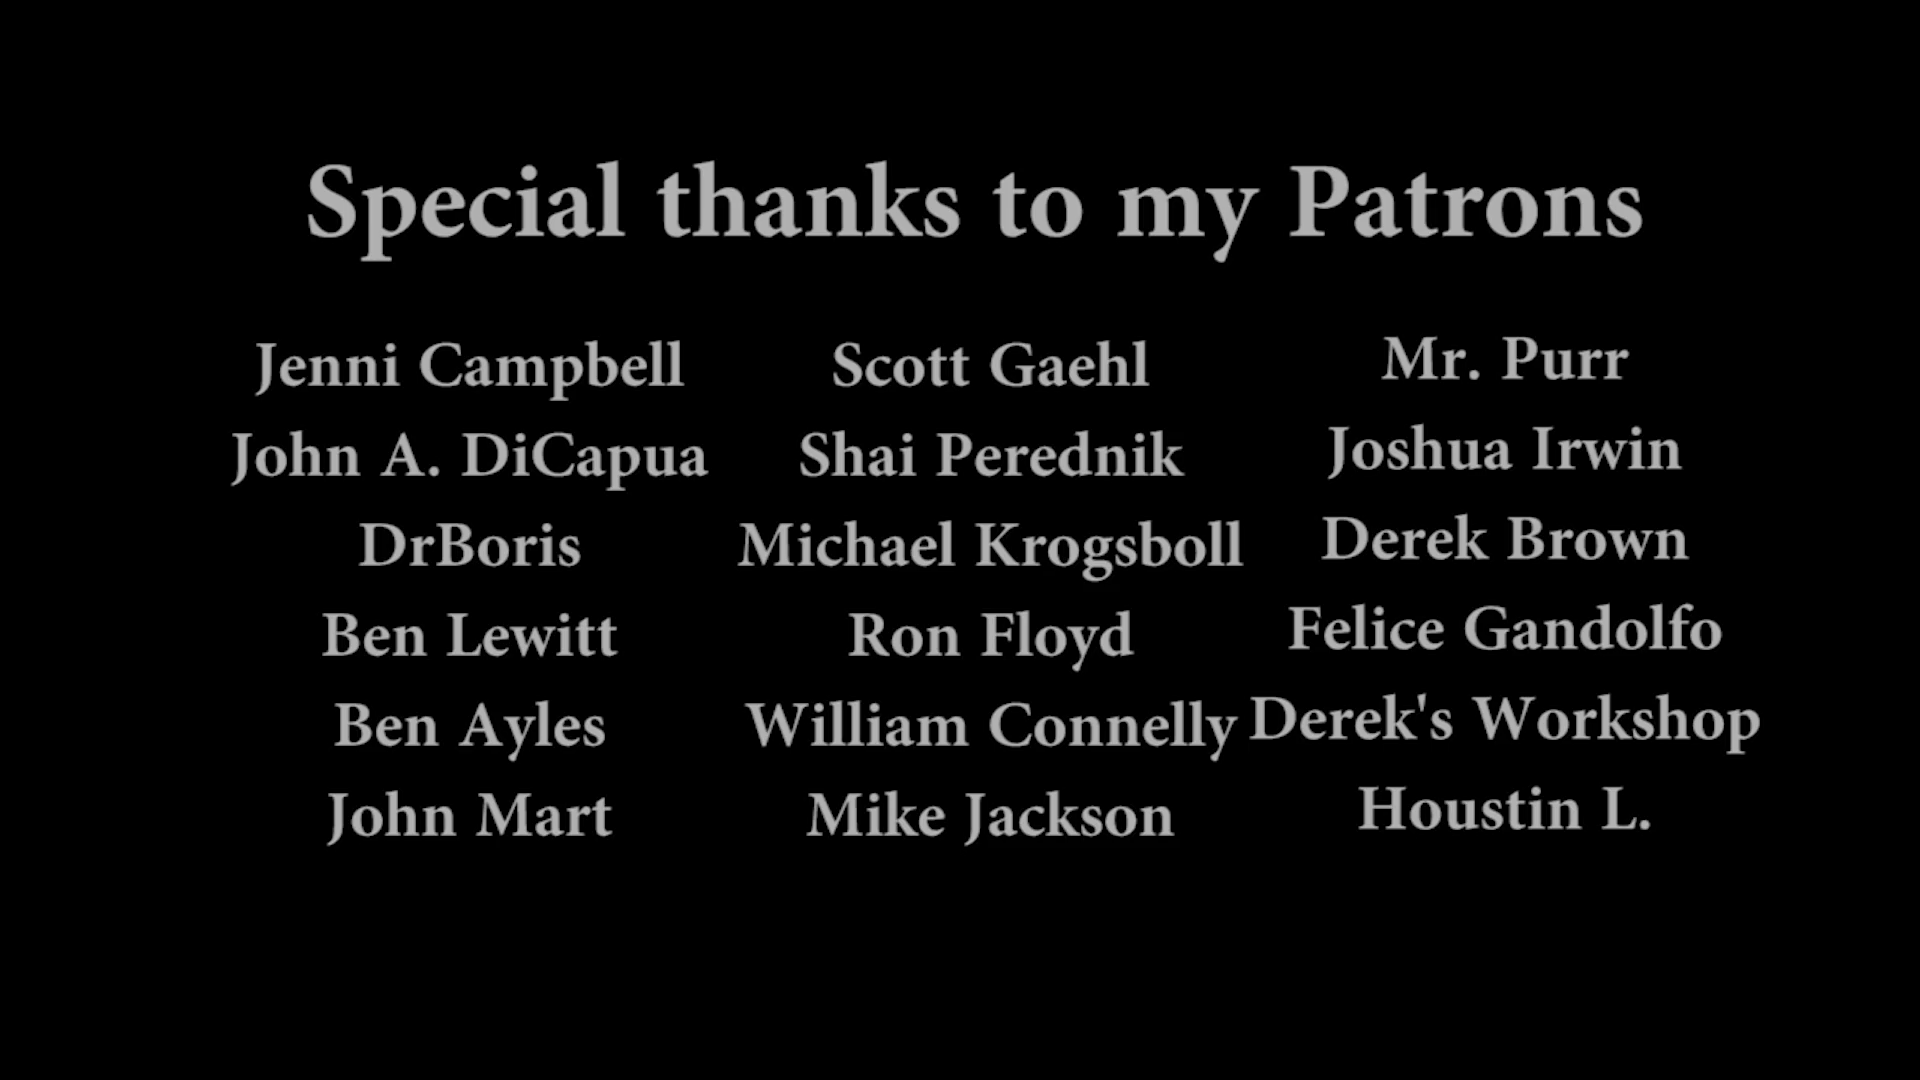 Special thanks to my Patrons
Jenni Campbell
John A. DiCapua
DrBoris
Ben Lewitt
Ben Ayles
John Mart
Scott Gaehl
Shai Perednik
Michael Krogsboll
Ron Floyd
William Connelly
Mike Jackson
Mr. Purr
Joshua Irwin
Derek Brown
Felice Gandolfo
Derek's Workshop
Houstin L.